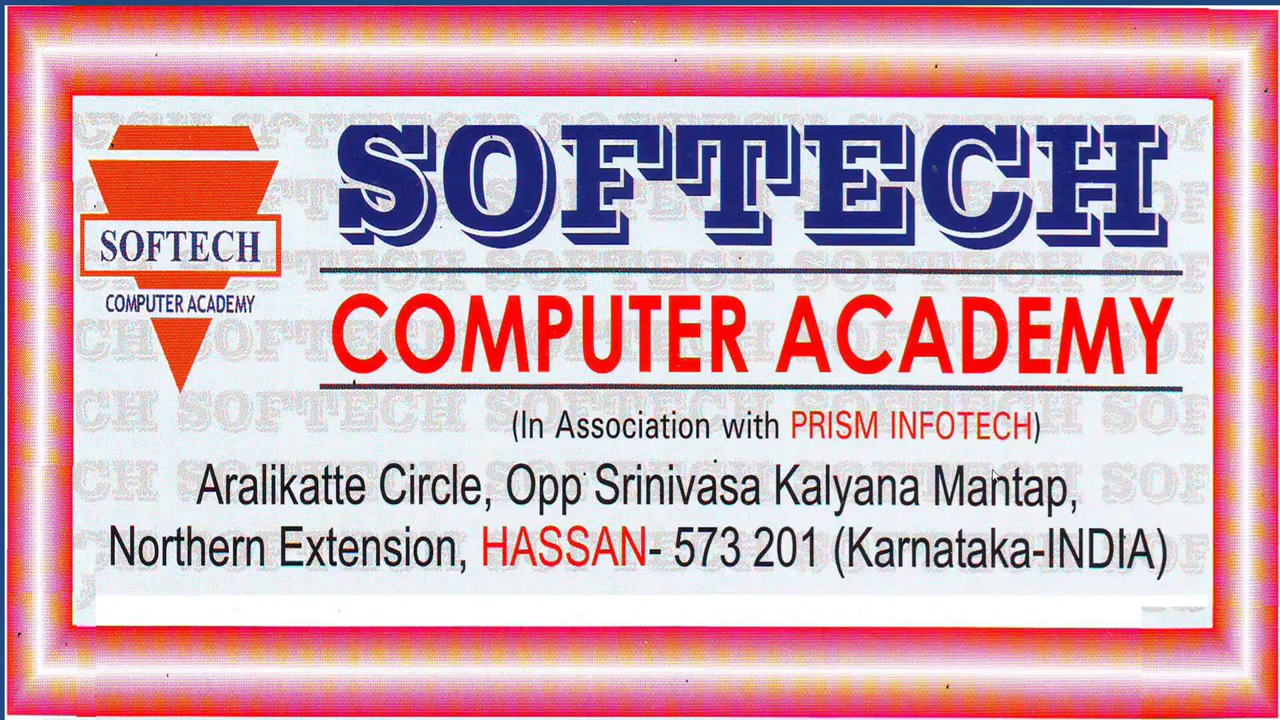 SOFTECH
COMPUTER ACADEMY
SOFTECH
COMPUTER ACADEMY
(In Association with PRISM INFOTECH)
Aralikatte Circle, Opp Srinivasa Kalyana Mantap,
Northern Extension, HASSAN- 573 201 (Karnataka-INDIA)